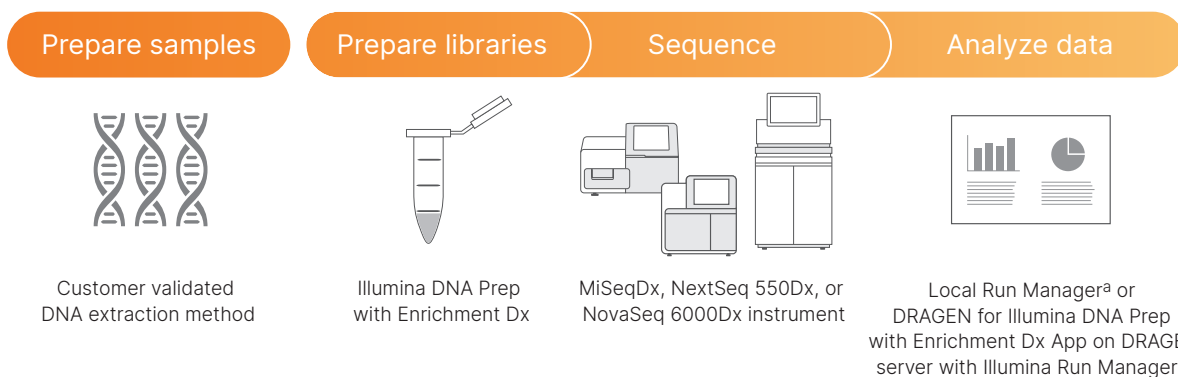 Prepare samples
Prepare libraries
Sequence
Analyze data
Customer validated
DNA extraction method
Illumina DNA Prep
with Enrichment Dx
MiSeqDx, NextSeq 550Dx, or
NovaSeq 6000Dx instrument
Local Run Managerᵃ or
DRAGEN for Illumina DNA Prep
with Enrichment Dx App on DRAGE
server with Illumina Run Manager